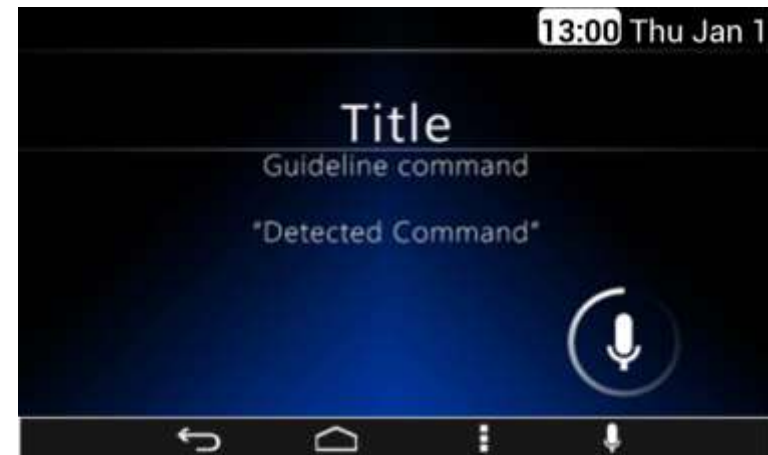 13:00 Thu Jan 1
Title
Guideline command
"Detected Command"